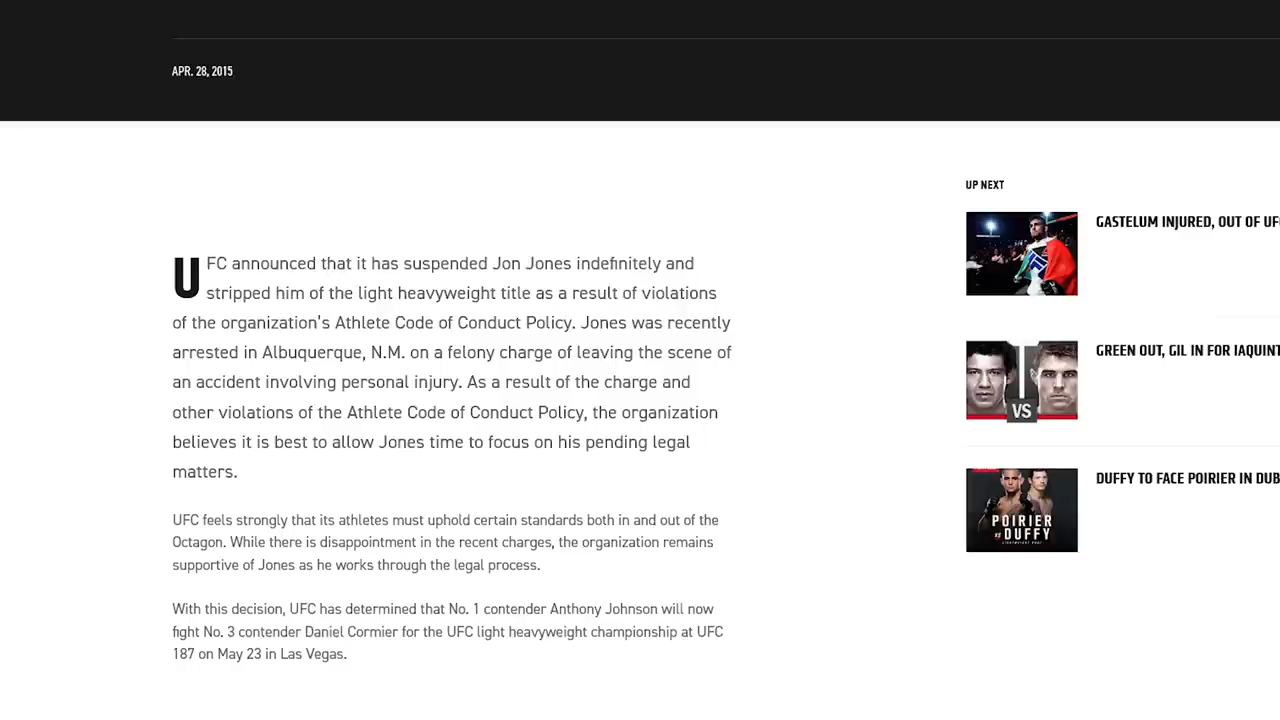 APR. 28, 2015
UFC announced that it has suspended Jon Jones indefinitely and
stripped him of the light heavyweight title as a result of violations
of the organization's Athlete Code of Conduct Policy. Jones was recently
arrested in Albuquerque, N.M. on a felony charge of leaving the scene of
an accident involving personal injury. As a result of the charge and
other violations of the Athlete Code of Conduct Policy, the organization
believes it is best to allow Jones time to focus on his pending legal
matters.
UFC feels strongly that its athletes must uphold certain standards both in and out of the
Octagon. While there is disappointment in the recent charges, the organization remains
supportive of Jones as he works through the legal process.
With this decision, UFC has determined that No. 1 contender Anthony Johnson will now
fight No. 3 contender Daniel Cormier for the UFC light heavyweight championship at UFC
187 on May 23 in Las Vegas.
UP NEXT
GASTELUM INJURED, OUT OF UF
GREEN OUT, GIL IN FOR IAQUINT
VS
DUFFY TO FACE POIRIER IN DUB
POIRIER
VS DUFFY